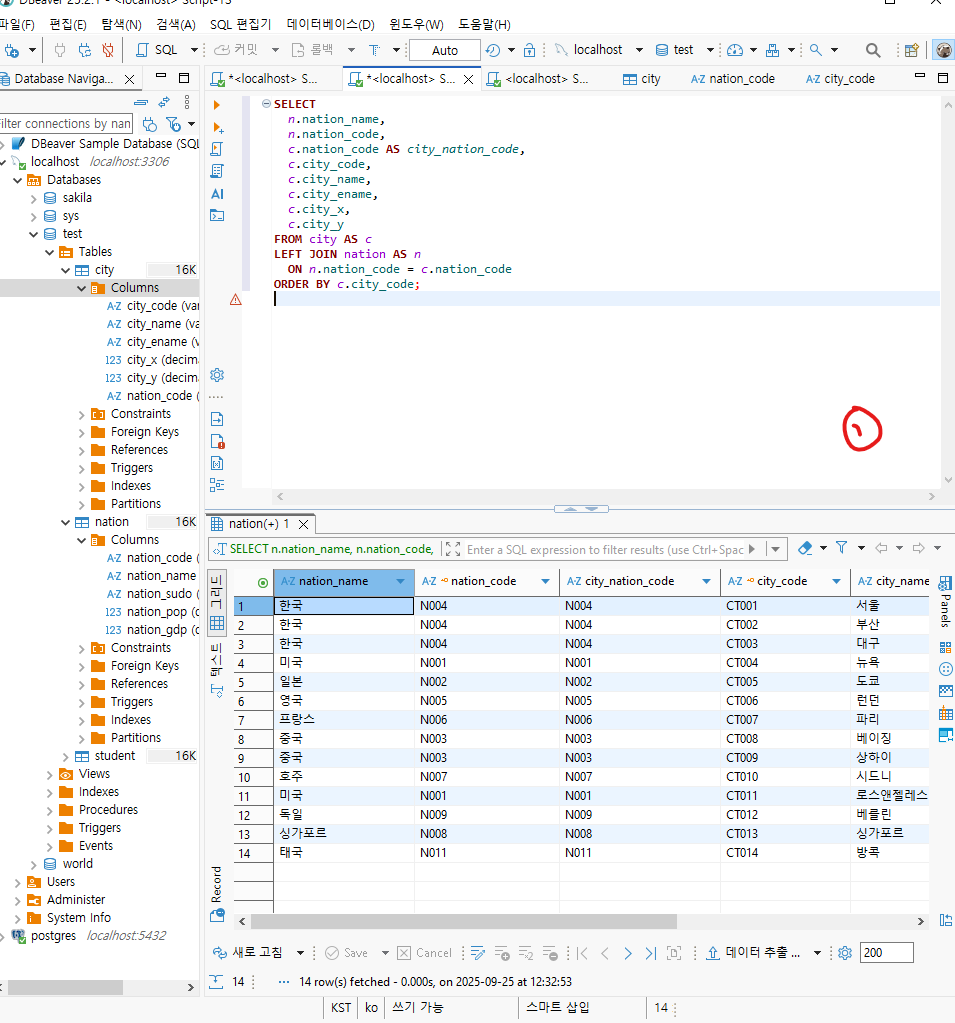 DBeaver 25.2.1 - <localhost> Script-13
파일(F) 편집(E) 탐색(N) 검색(A) SQL 편집기 데이터베이스(D) 윈도우(W) 도움말(H)
SQL 커밋 롤백 T Auto localhost test
Database Naviga...
*<localhost> S... *<localhost> S... <localhost> S... city nation_code city_code
Filter connections by nan
DBeaver Sample Database (SQL
localhost localhost:3306
Databases
sakila
sys
test
Tables
city 16K
Columns
city_code (var
city_name (va
city_ename (v
city_x (decim
city_y (decim
nation_code (
Constraints
Foreign Keys
References
Triggers
Indexes
Partitions
nation 16K
Columns
nation_code (
nation_name
nation_sudo (
nation_pop (c
nation_gdp (c
Constraints
Foreign Keys
References
Triggers
Indexes
Partitions
student 16K
Views
Indexes
Procedures
Triggers
Events
world
Users
Administer
System Info
postgres localhost:5432
SELECT
n.nation_name,
n.nation_code,
c.nation_code AS city_nation_code,
c.city_code,
c.city_name,
c.city_ename,
c.city_x,
c.city_y
FROM city AS c
LEFT JOIN nation AS n
ON n.nation_code = c.nation_code
ORDER BY c.city_code;
nation(+) 1
SELECT n.nation_name, n.nation_code, Enter a SQL expression to filter results (use Ctrl+Spac
그리드
텍스트
Record
Panels
nation_name nation_code city_nation_code city_code city_name
1 한국 N004 N004 CT001 서울
2 한국 N004 N004 CT002 부산
3 한국 N004 N004 CT003 대구
4 미국 N001 N001 CT004 뉴욕
5 일본 N002 N002 CT005 도쿄
6 영국 N005 N005 CT006 런던
7 프랑스 N006 N006 CT007 파리
8 중국 N003 N003 CT008 베이징
9 중국 N003 N003 CT009 상하이
10 호주 N007 N007 CT010 시드니
11 미국 N001 N001 CT011 로스앤젤레스
12 독일 N009 N009 CT012 베를린
13 싱가포르 N008 N008 CT013 싱가포르
14 태국 N011 N011 CT014 방콕
새로 고침 Save Cancel 데이터 추출 ... 200
14 14 row(s) fetched - 0.000s, on 2025-09-25 at 12:32:53
KST ko 쓰기 가능 스마트 삽입 14